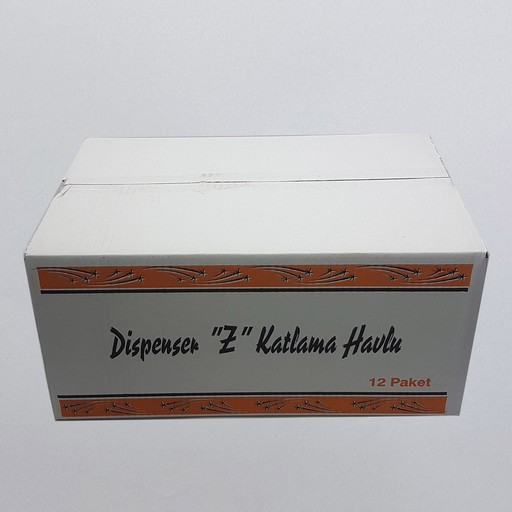 Dispenser "Z" Katlama Havlu
12 Paket